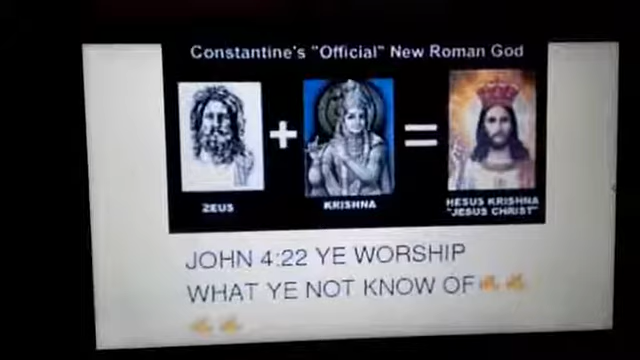 Constantine's "Official" New Roman God
+ =
ZEUS
KRISHNA
HESUS KRISHNA
"JESUS CHRIST"
JOHN 4:22 YE WORSHIP
WHAT YE NOT KNOW OF